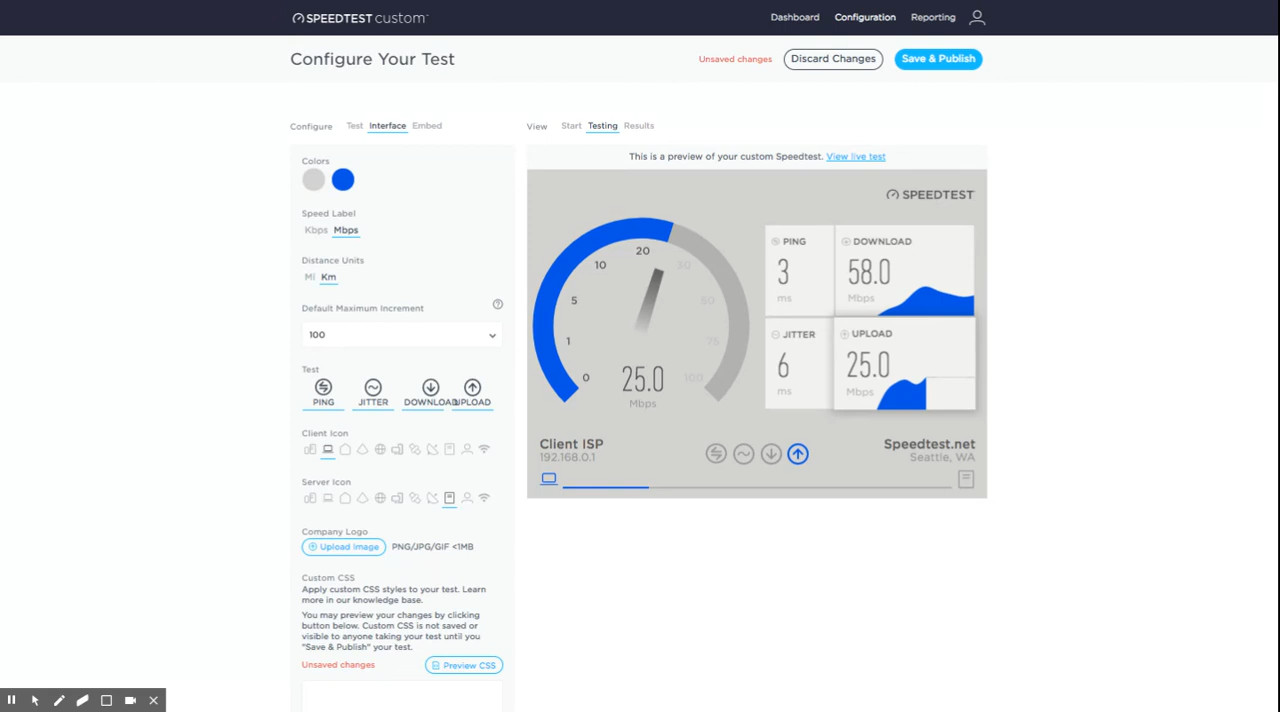 SPEEDTEST custom
Dashboard
Configuration
Reporting
Configure Your Test
Unsaved changes
Discard Changes
Save & Publish
Configure
Test
Interface
Embed
View
Start
Testing
Results
Colors
Speed Label
Kbps
Mbps
Distance Units
MI
Km
Default Maximum Increment
100
Test
PING
JITTER
DOWNLOAD
UPLOAD
Client Icon
Server Icon
Company Logo
Upload Image
PNG/JPG/GIF <1MB
Custom CSS
Apply custom CSS styles to your test. Learn
more in our knowledge base.
You may preview your changes by clicking
button below. Custom CSS is not saved or
visible to anyone taking your test until you
"Save & Publish" your test.
Unsaved changes
Preview CSS
This is a preview of your custom Speedtest. View live test
SPEEDTEST
0
1
5
10
20
30
50
75
100
25.0
Mbps
PING
3
ms
DOWNLOAD
58.0
Mbps
JITTER
6
ms
UPLOAD
25.0
Mbps
Client ISP
192.168.0.1
Speedtest.net
Seattle, WA